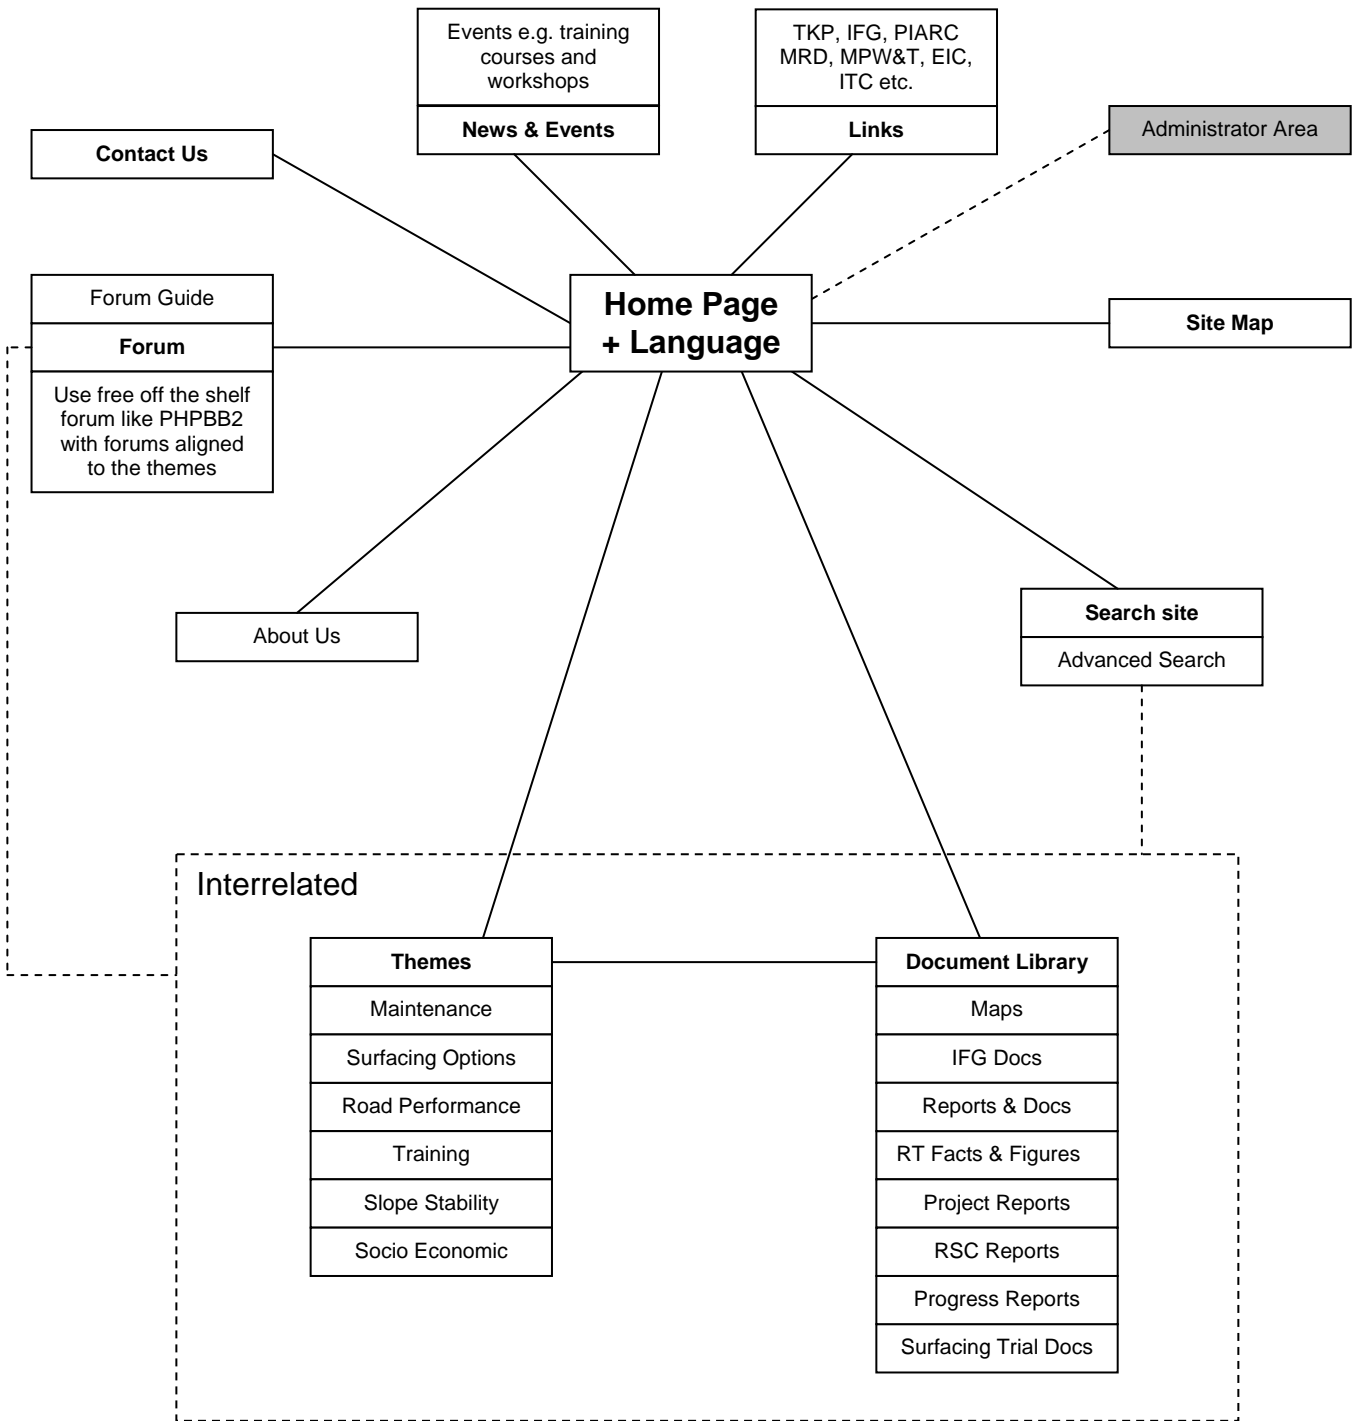 Events e.g. training
courses and
workshops
News & Events
TKP, IFG, PIARC
MRD, MPW&T, EIC,
ITC etc.
Links
Administrator Area
Contact Us
Forum Guide
Forum
Use free off the shelf
forum like PHPBB2
with forums aligned
to the themes
Home Page
+ Language
Site Map
About Us
Search site
Advanced Search
Interrelated
Themes
Maintenance
Surfacing Options
Road Performance
Training
Slope Stability
Socio Economic
Document Library
Maps
IFG Docs
Reports & Docs
RT Facts & Figures
Project Reports
RSC Reports
Progress Reports
Surfacing Trial Docs